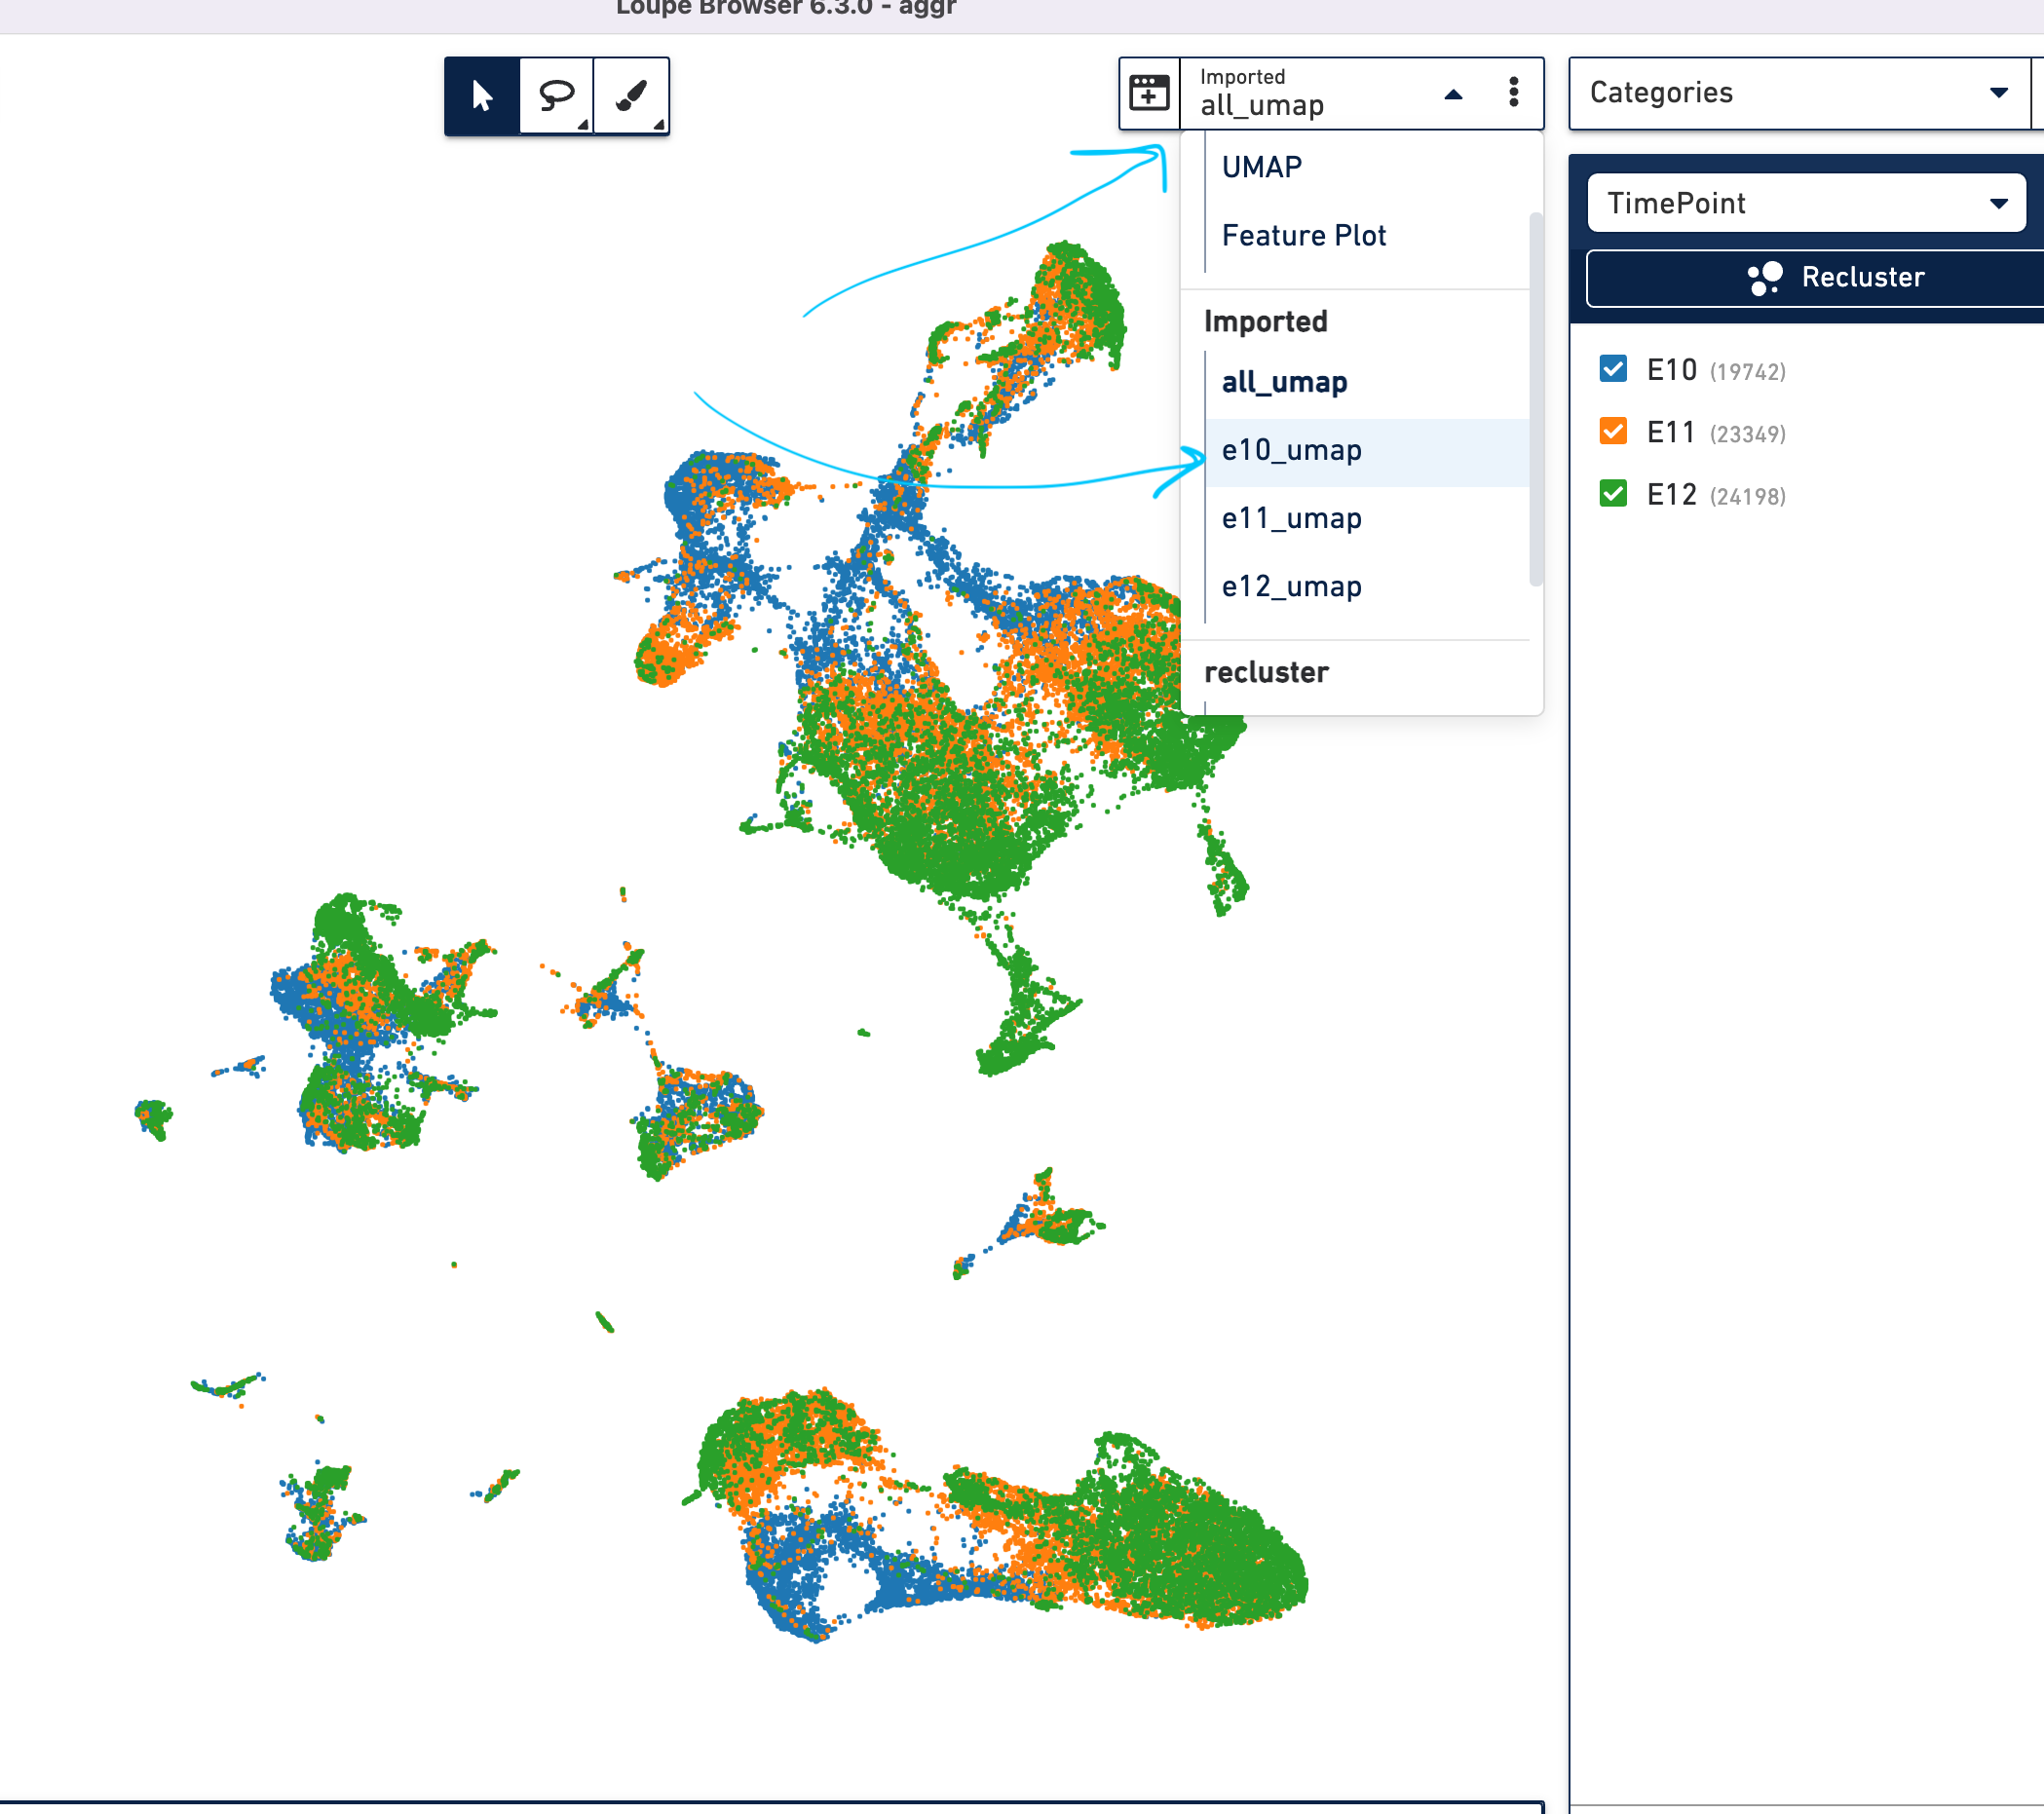 Loupe Browser 6.3.0 - aggr
Imported
all_umap
Categories
UMAP
Feature Plot
Imported
all_umap
e10_umap
e11_umap
e12_umap
recluster
TimePoint
Recluster
E10 (19742)
E11 (23349)
E12 (24198)